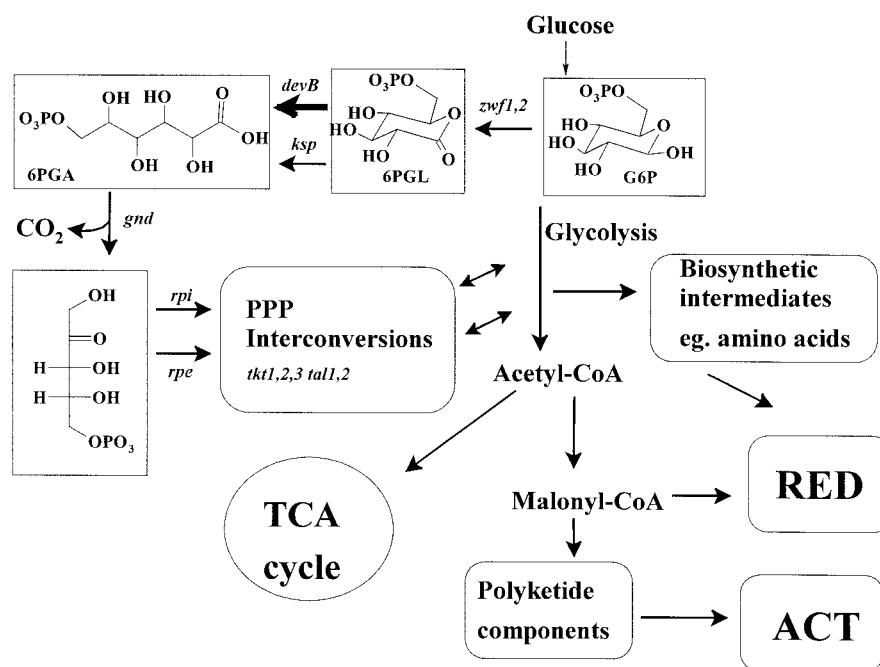 Glucose
devB
zwf1,2
ksp
O₃PO
OH
HO
OH
O
OH
OH
OH
6PGA
O₃PO
HO
HO
HO
O
O
6PGL
O₃PO
HO
HO
HO
O
OH
G6P
CO₂
gnd
Glycolysis
OH
O
H
OH
H
OH
OPO₃
rpi
rpe
PPP
Interconversions
tkt1,2,3 tal1,2
Biosynthetic
intermediates
eg. amino acids
Acetyl-CoA
TCA
cycle
Malonyl-CoA
RED
Polyketide
components
ACT